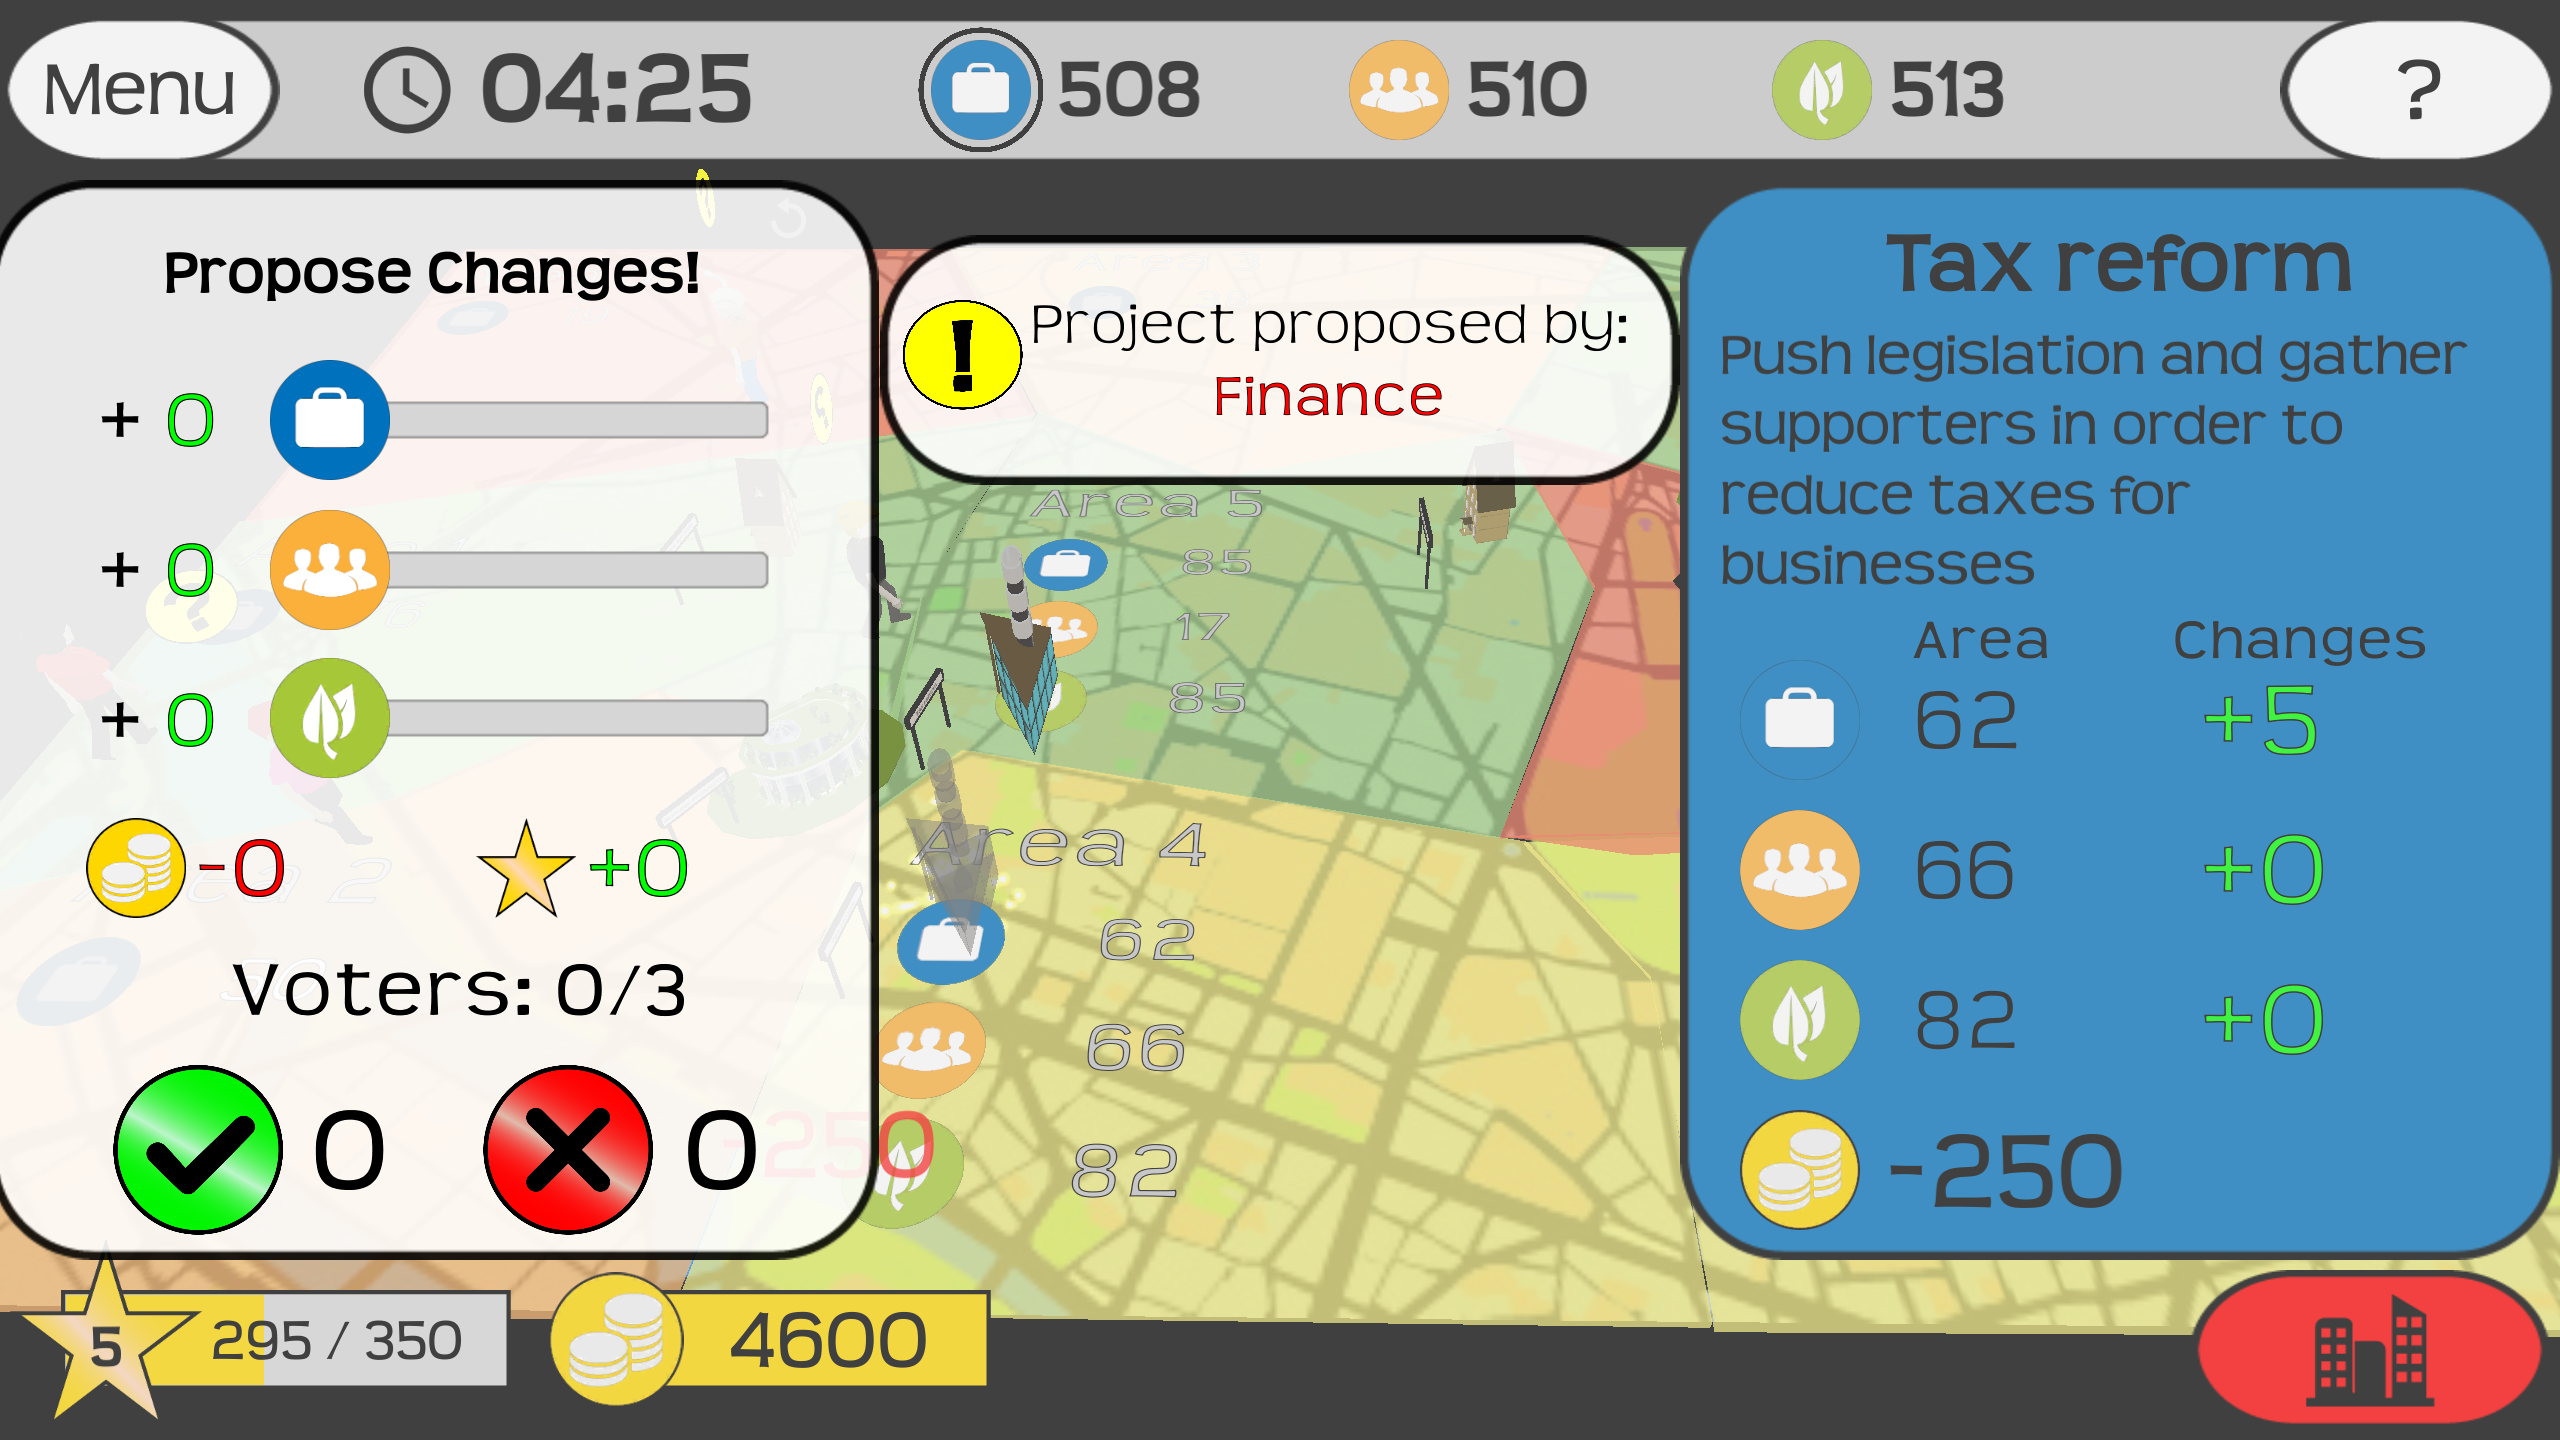 Menu
04:25
508
510
513
?
Propose Changes!
+ 0
+ 0
+ 0
-0
+0
Voters: 0/3
0
0
Project proposed by:
Finance
Area 5
85
17
85
Area 4
62
66
82
-250
Area 2
Tax reform
Push legislation and gather
supporters in order to
reduce taxes for
businesses
Area Changes
62 +5
66 +0
82 +0
-250
5
295 / 350
4600